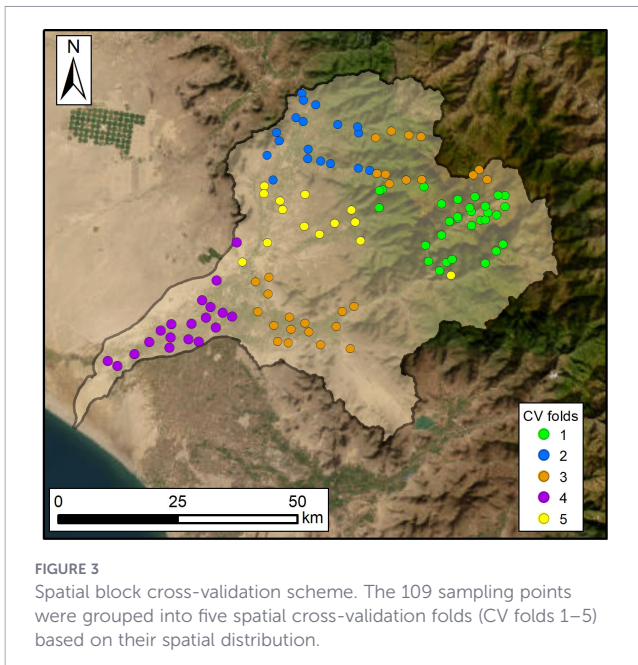 N
CV folds
1
2
3
4
5
0 25 50
km
FIGURE 3
Spatial block cross-validation scheme. The 109 sampling points
were grouped into five spatial cross-validation folds (CV folds 1–5)
based on their spatial distribution.